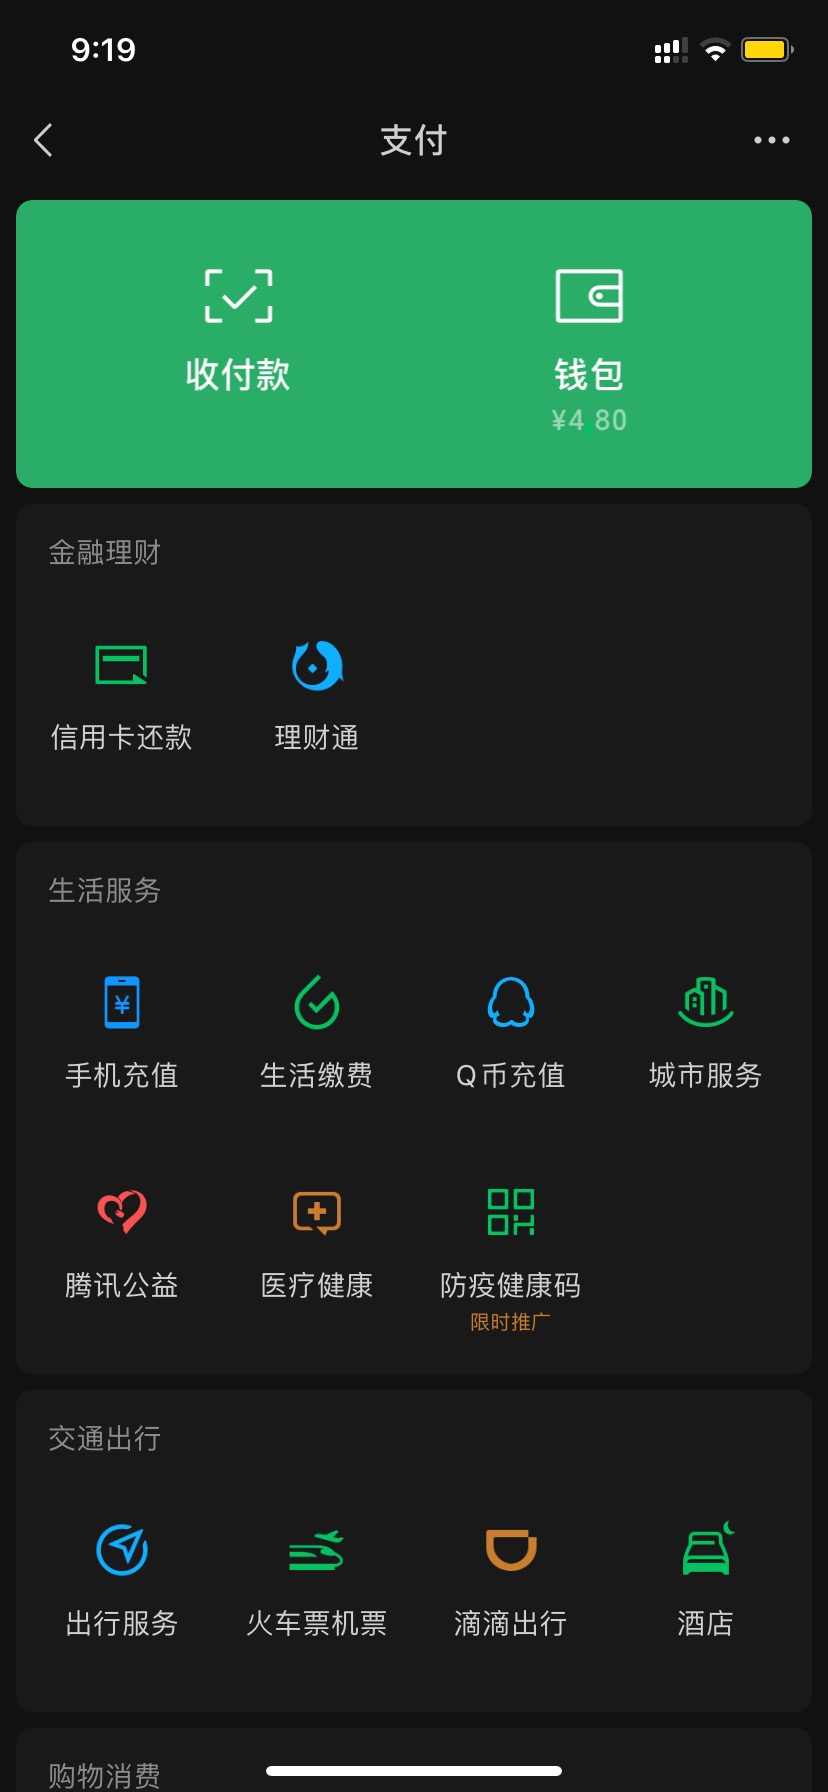 9:19
支付
收付款
钱包
¥4 80
金融理财
信用卡还款
理财通
生活服务
手机充值
生活缴费
Q币充值
城市服务
腾讯公益
医疗健康
防疫健康码
限时推广
交通出行
出行服务
火车票机票
滴滴出行
酒店
购物消费